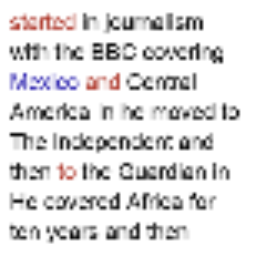 started in journalism
with the BBC covering
Mexico and Central
America in he moved to
The Independent and
then to the Guardian in
He covered Africa for
ten years and then